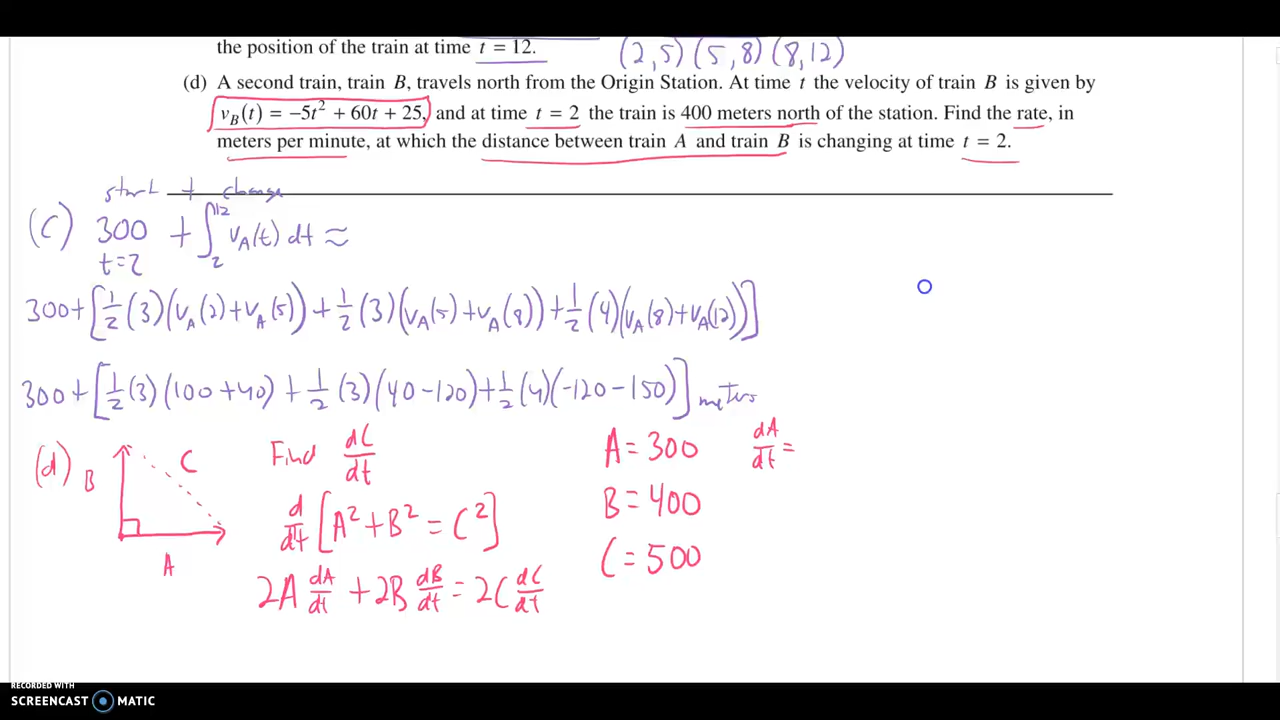 the position of the train at time t = 12. (2,5) (5,8) (8,12)
(d) A second train, train B, travels north from the Origin Station. At time t the velocity of train B is given by
v_B(t) = −5t² + 60t + 25, and at time t = 2 the train is 400 meters north of the station. Find the rate, in
meters per minute, at which the distance between train A and train B is changing at time t = 2.
start + change
(C) 300 + ∫₂¹² v_A(t) dt ≈
t=2
300+[½(3)(v_A(2)+v_A(5))+½(3)(v_A(5)+v_A(8))+½(4)(v_A(8)+v_A(12))]
300+[½(3)(100+40)+½(3)(40-120)+½(4)(-120-150)] meters
(d) B C A
Find dC/dt
d/dt[A²+B²=C²]
2A dA/dt + 2B dB/dt = 2C dC/dt
A=300 dA/dt=
B=400
C=500
RECORDED WITH
SCREENCAST MATIC